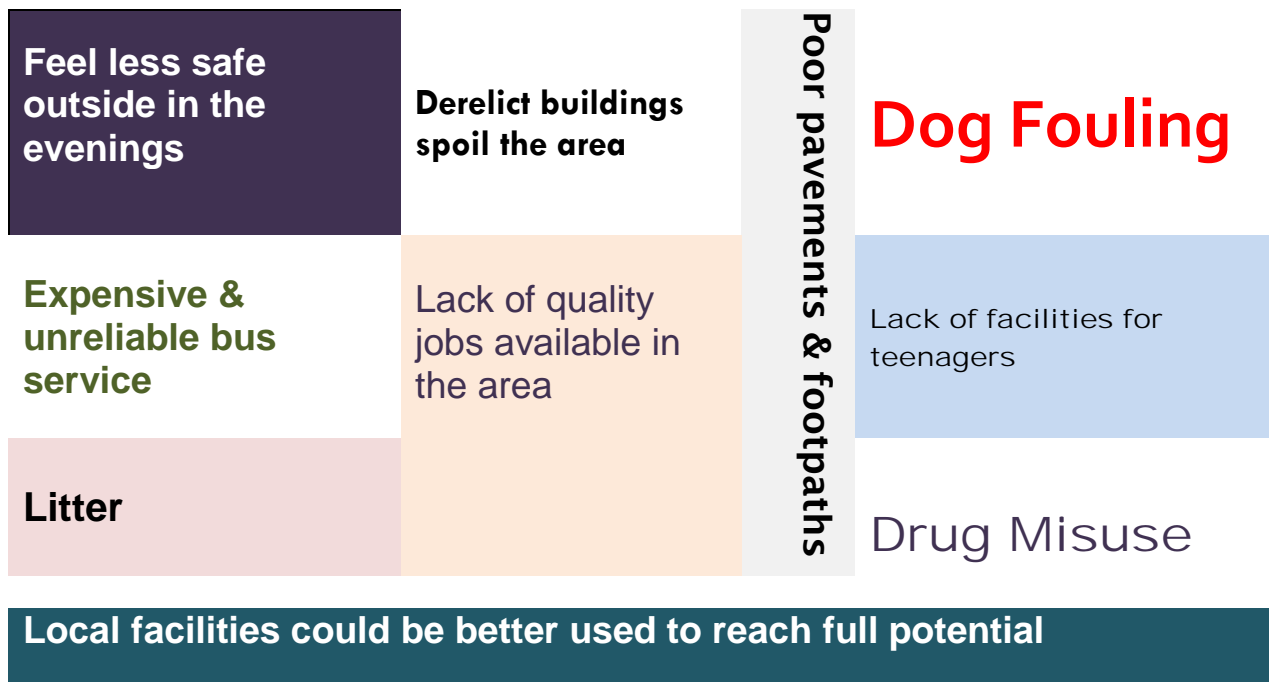 Feel less safe
outside in the
evenings
Derelict buildings
spoil the area
Poor pavements & footpaths
Dog Fouling
Expensive &
unreliable bus
service
Lack of quality
jobs available in
the area
Lack of facilities for
teenagers
Litter
Drug Misuse
Local facilities could be better used to reach full potential